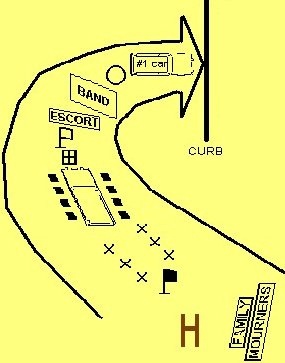 #1 car
BAND
ESCORT
CURB
H
FAMILY
MOURNERS